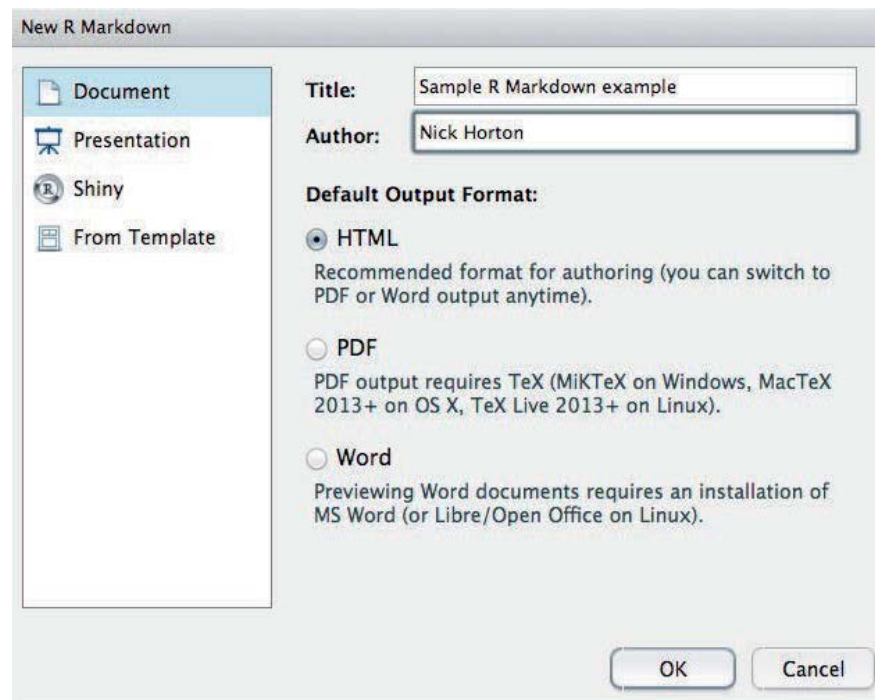 New R Markdown
Document
Presentation
R
Shiny
From Template
Title:
Sample R Markdown example
Author:
Nick Horton
Default Output Format:
HTML
Recommended format for authoring (you can switch to
PDF or Word output anytime).
PDF
PDF output requires TeX (MiKTeX on Windows, MacTeX
2013+ on OS X, TeX Live 2013+ on Linux).
Word
Previewing Word documents requires an installation of
MS Word (or Libre/Open Office on Linux).
OK
Cancel